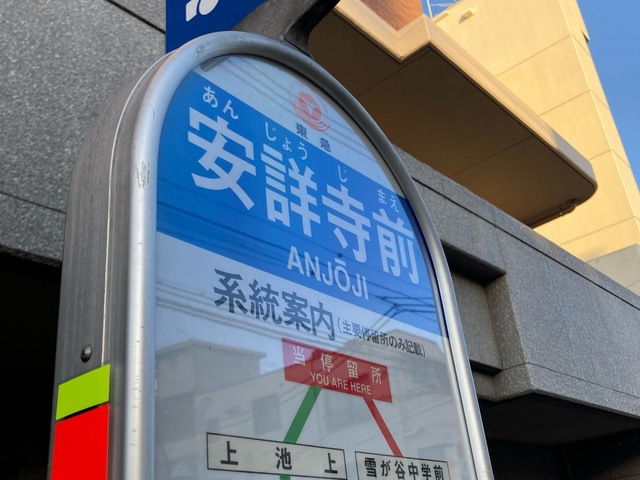 東急
あん じょう じ まえ
安詳寺前
ANJŌJI
系統案内(主要停留所のみ記載)
当停留所
YOU ARE HERE
上池上
雪が谷中学前